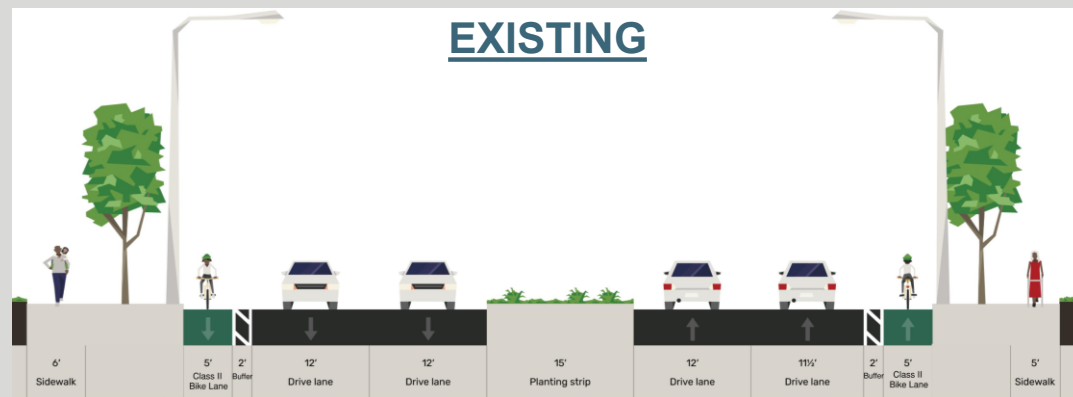 EXISTING
6'
Sidewalk
5'
Class II
Bike Lane
2'
Buffer
12'
Drive lane
12'
Drive lane
15'
Planting strip
12'
Drive lane
11½'
Drive lane
2'
Buffer
5'
Class II
Bike Lane
5'
Sidewalk